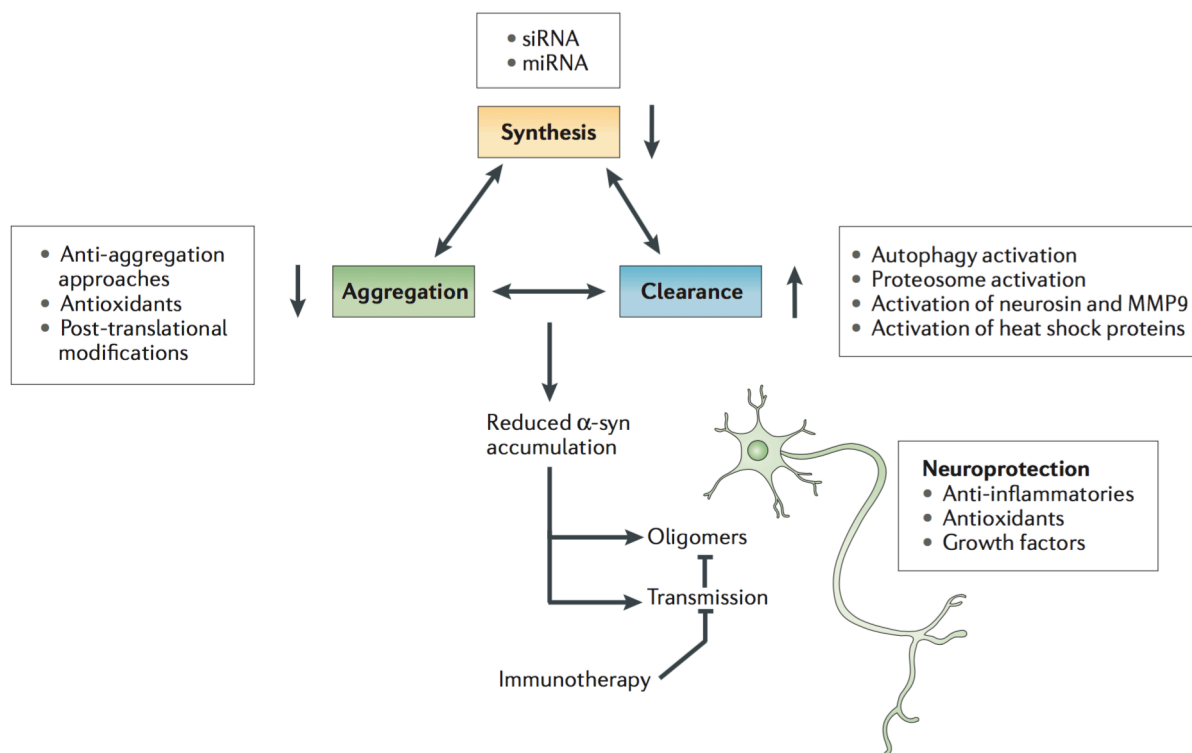 • siRNA
• miRNA
Synthesis
• Anti-aggregation
approaches
• Antioxidants
• Post-translational
modifications
Aggregation
Clearance
• Autophagy activation
• Proteosome activation
• Activation of neurosin and MMP9
• Activation of heat shock proteins
Reduced α-syn
accumulation
Neuroprotection
• Anti-inflammatories
• Antioxidants
• Growth factors
Oligomers
Transmission
Immunotherapy